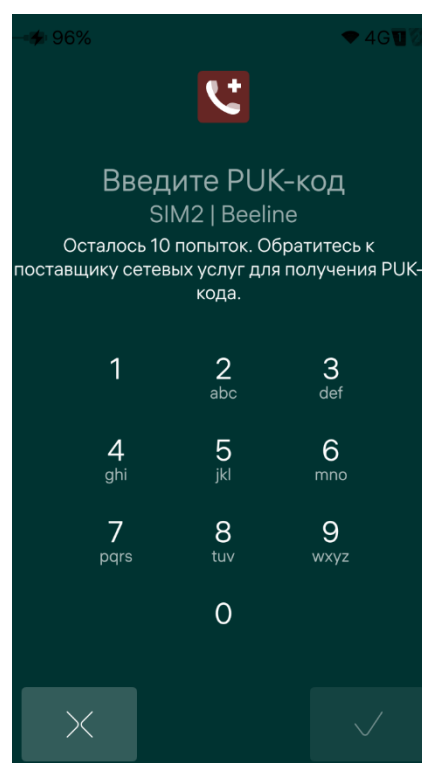 96% 4G
Введите PUK-код
SIM2 | Beeline
Осталось 10 попыток. Обратитесь к
поставщику сетевых услуг для получения PUK-
кода.
1 2 3
abc def
4 5 6
ghi jkl mno
7 8 9
pqrs tuv wxyz
0